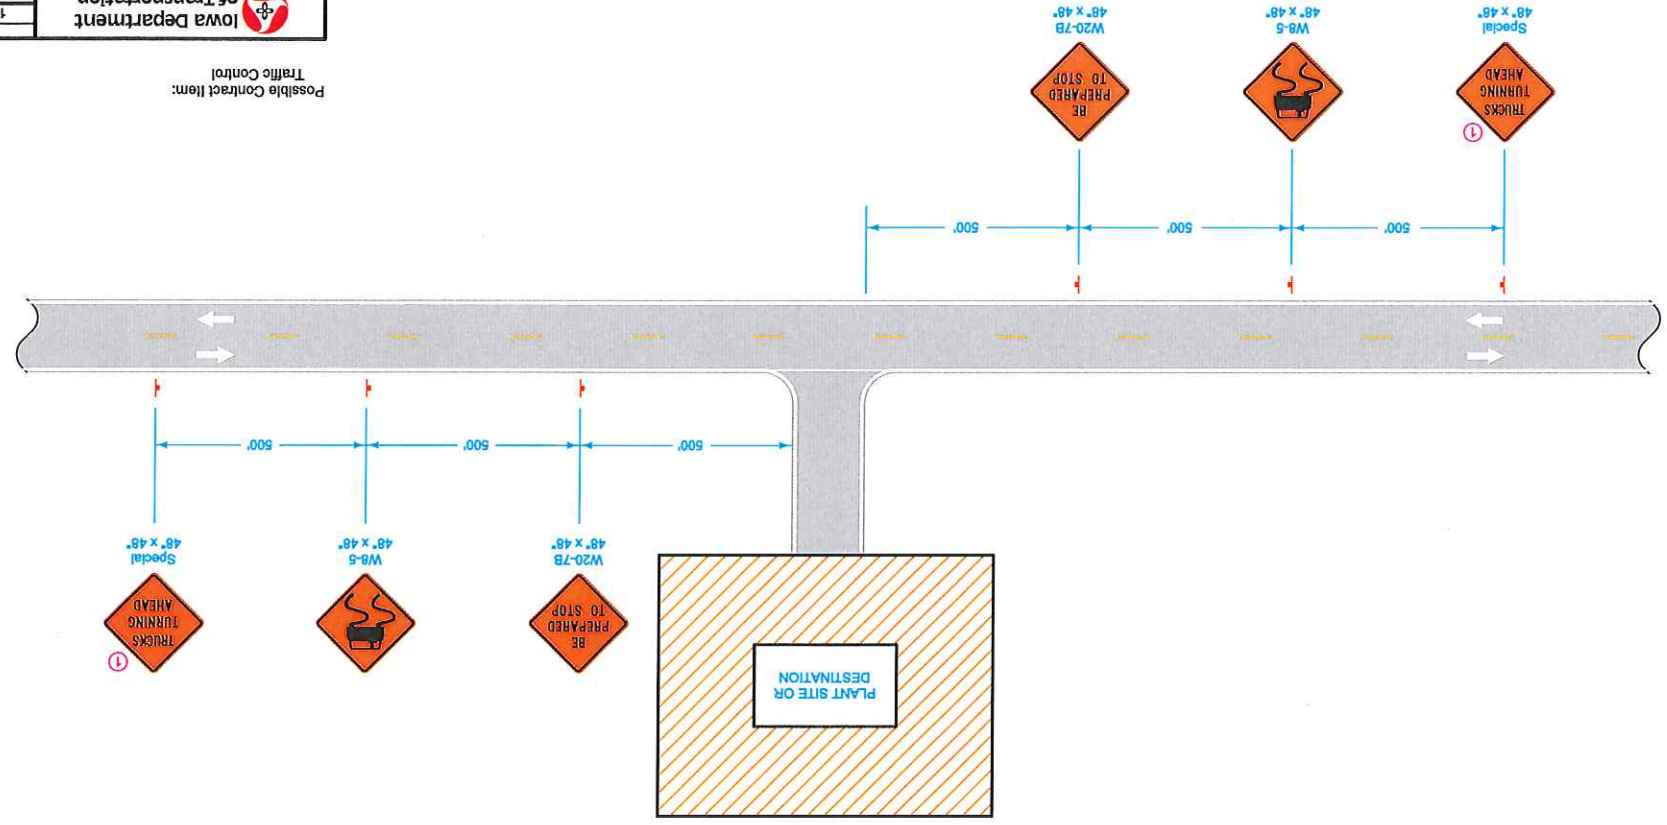 PLANT SITE OR
DESTINATION
BE
PREPARED
TO STOP
W20-7B
48" x 48"
W8-5
48" x 48"
1
TRUCKS
TURNING
AHEAD
Special
48" x 48"
500'
500'
500'
500'
500'
500'
1
TRUCKS
TURNING
AHEAD
Special
48" x 48"
W8-5
48" x 48"
BE
PREPARED
TO STOP
W20-7B
48" x 48"
Possible Contract Item:
Traffic Control
Iowa Department
of Transportation